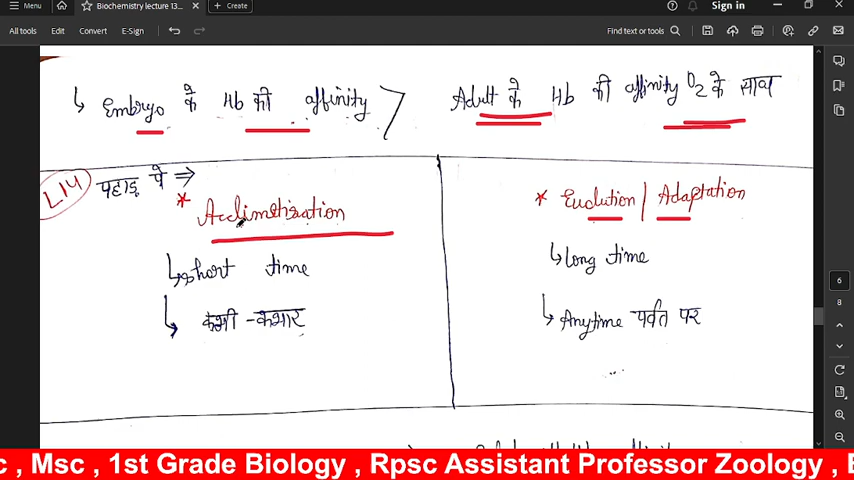 Menu
Biochemistry lecture 13...
Create
Sign in
All tools Edit Convert E-Sign
Find text or tools
↳ Embryo के Hb की affinity > Adult के Hb की affinity O2 के साथ
L14
पहाड़ पे ⇒
* Acclimetisation
↳ short time
↳ कभी - कभार
* Evolution / Adaptation
↳ long time
↳ Anytime पर्वत पर
6
8
c , Msc , 1st Grade Biology , Rpsc Assistant Professor Zoology , B